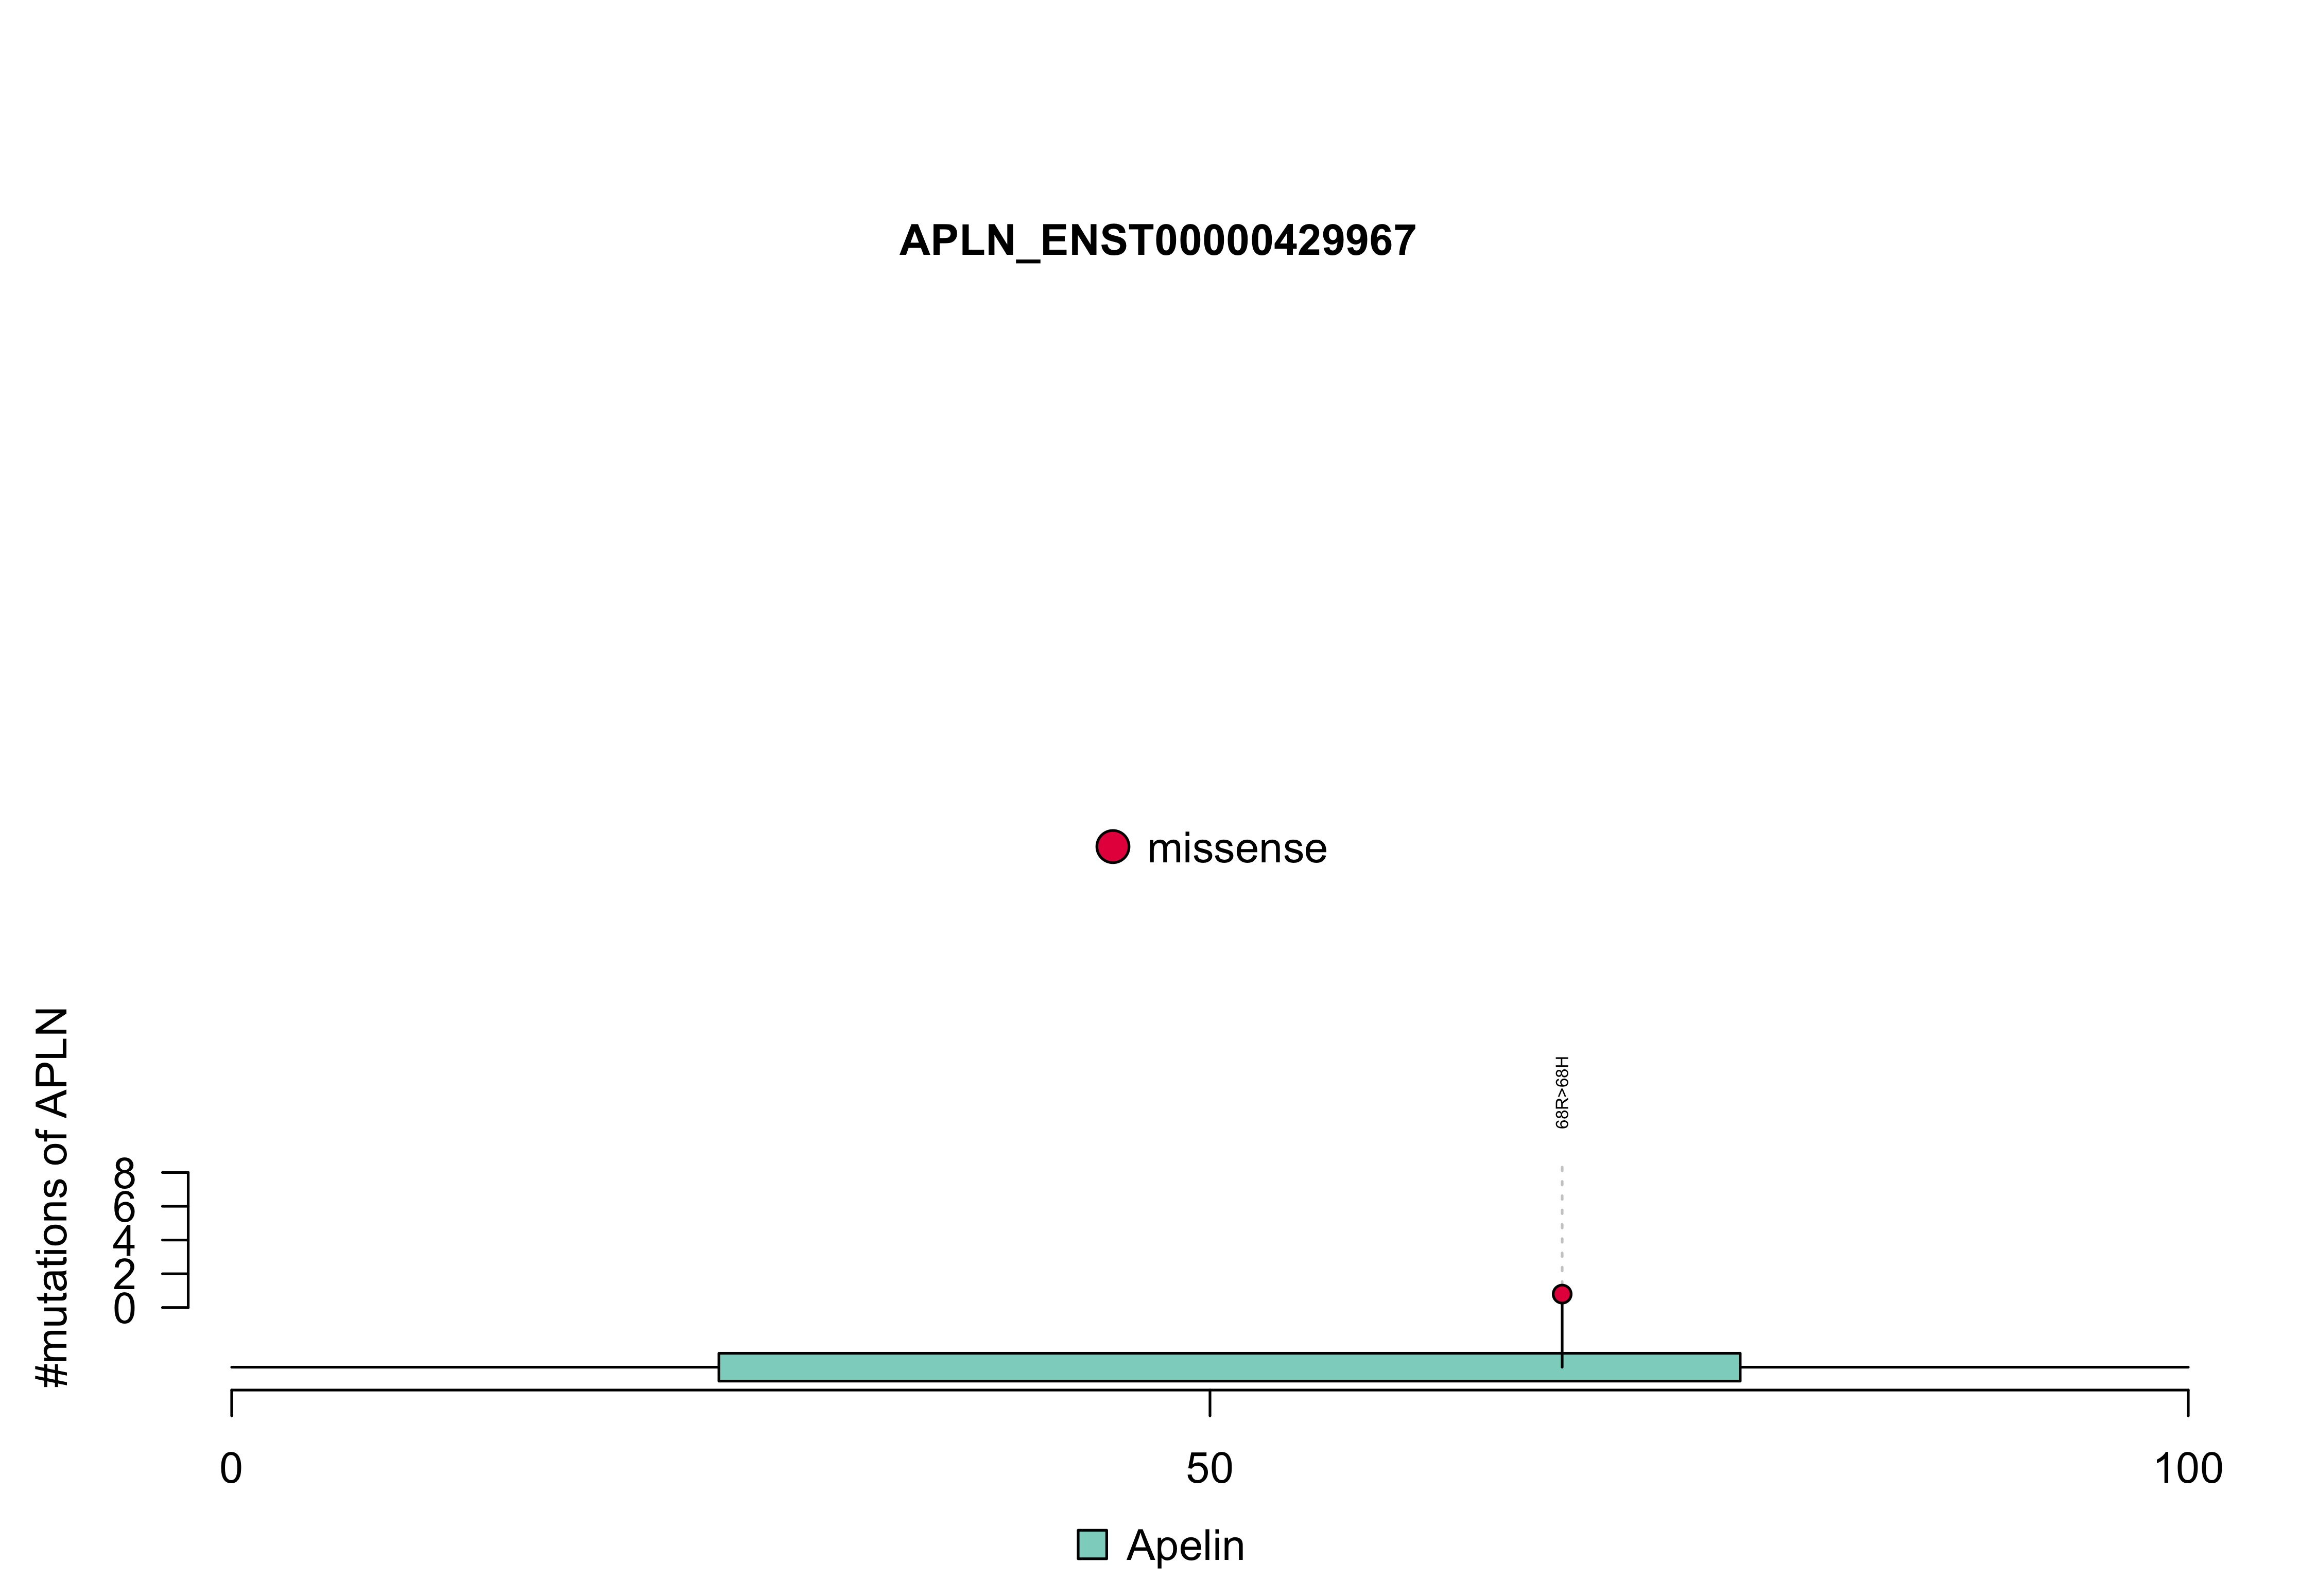 APLN_ENST00000429967
missense
#mutations of APLN
68R>68H
8
6
4
2
0
0
50
100
Apelin